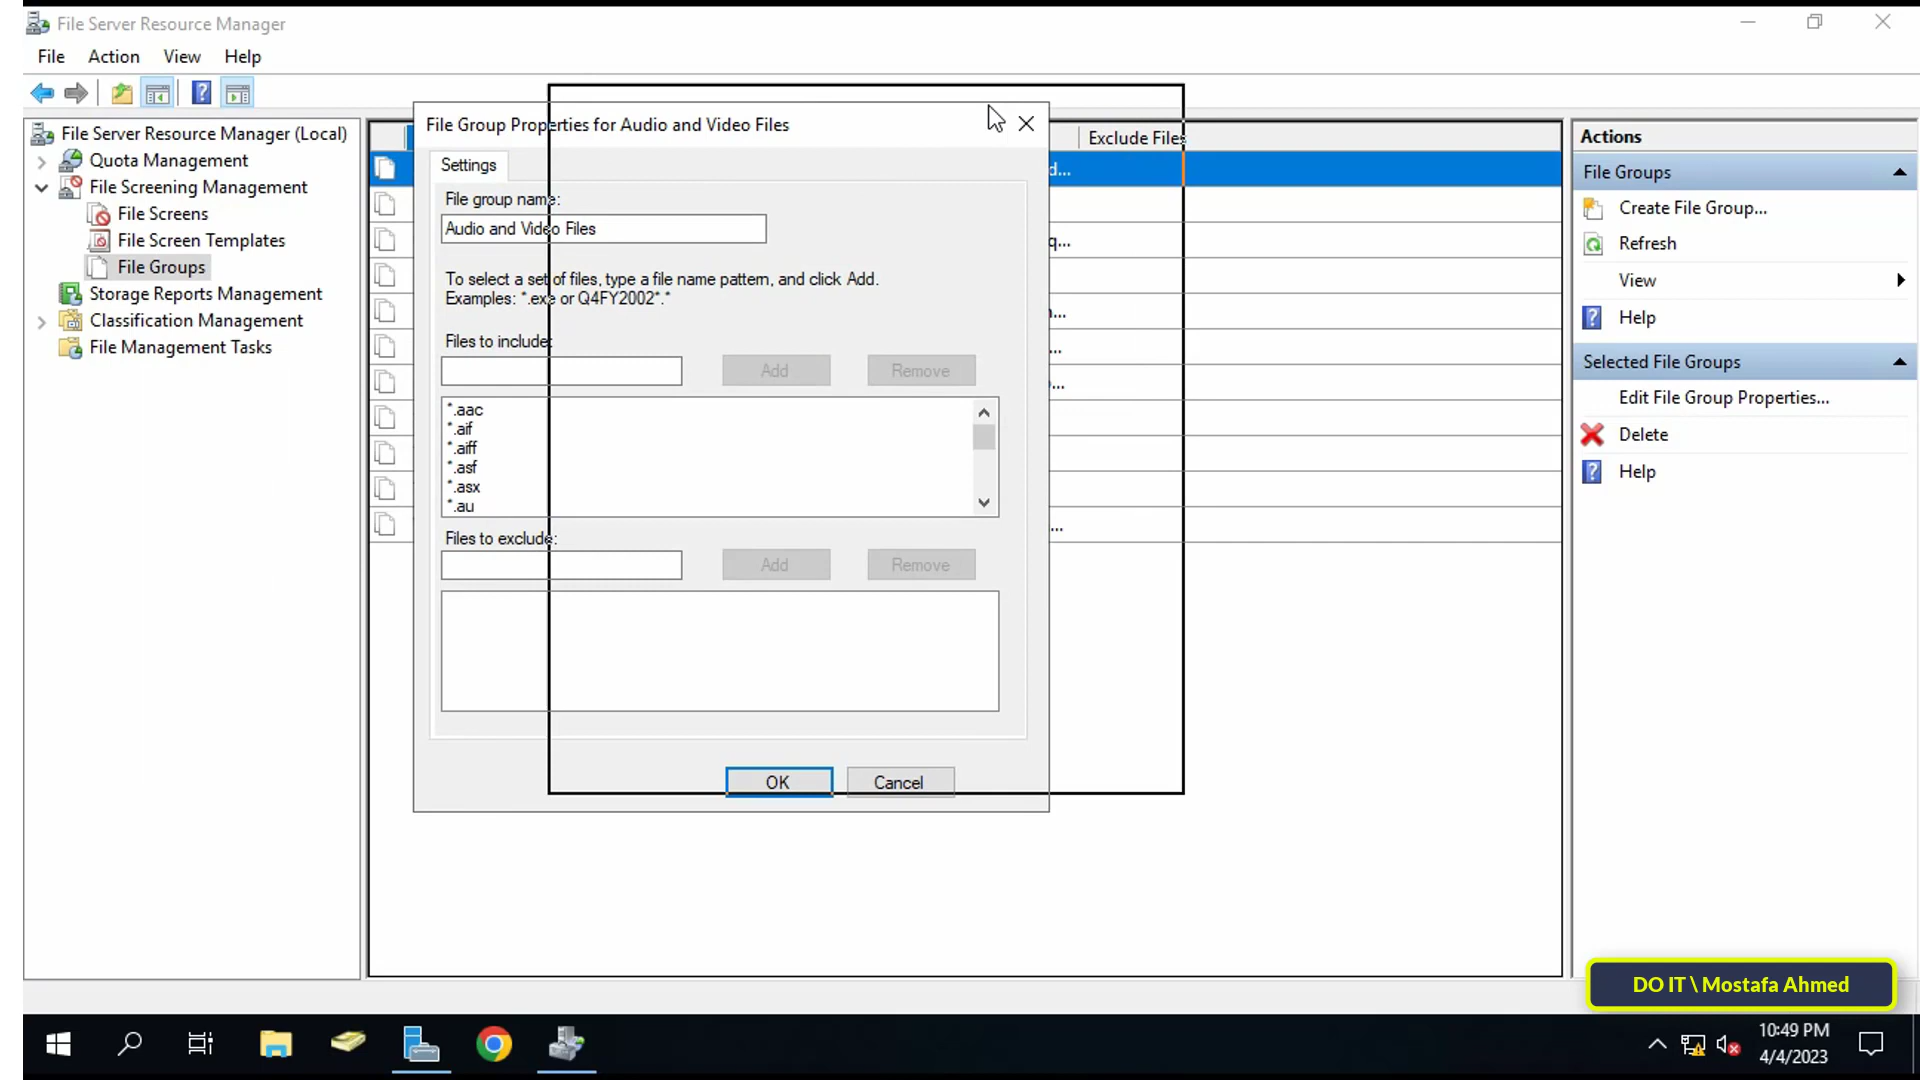 File Server Resource Manager
File Action View Help
File Server Resource Manager (Local)
Quota Management
File Screening Management
File Screens
File Screen Templates
File Groups
Storage Reports Management
Classification Management
File Management Tasks
File Group Properties for Audio and Video Files
Settings
File group name:
Audio and Video Files
To select a set of files, type a file name pattern, and click Add.
Examples: *.exe or Q4FY2002*.*
Files to include:
Add Remove
*.aac
*.aif
*.aiff
*.asf
*.asx
*.au
Files to exclude:
Add Remove
OK Cancel
Exclude Files
d...
q...
...
...
...
...
Actions
File Groups
Create File Group...
Refresh
View
Help
Selected File Groups
Edit File Group Properties...
Delete
Help
DO IT \ Mostafa Ahmed
10:49 PM
4/4/2023